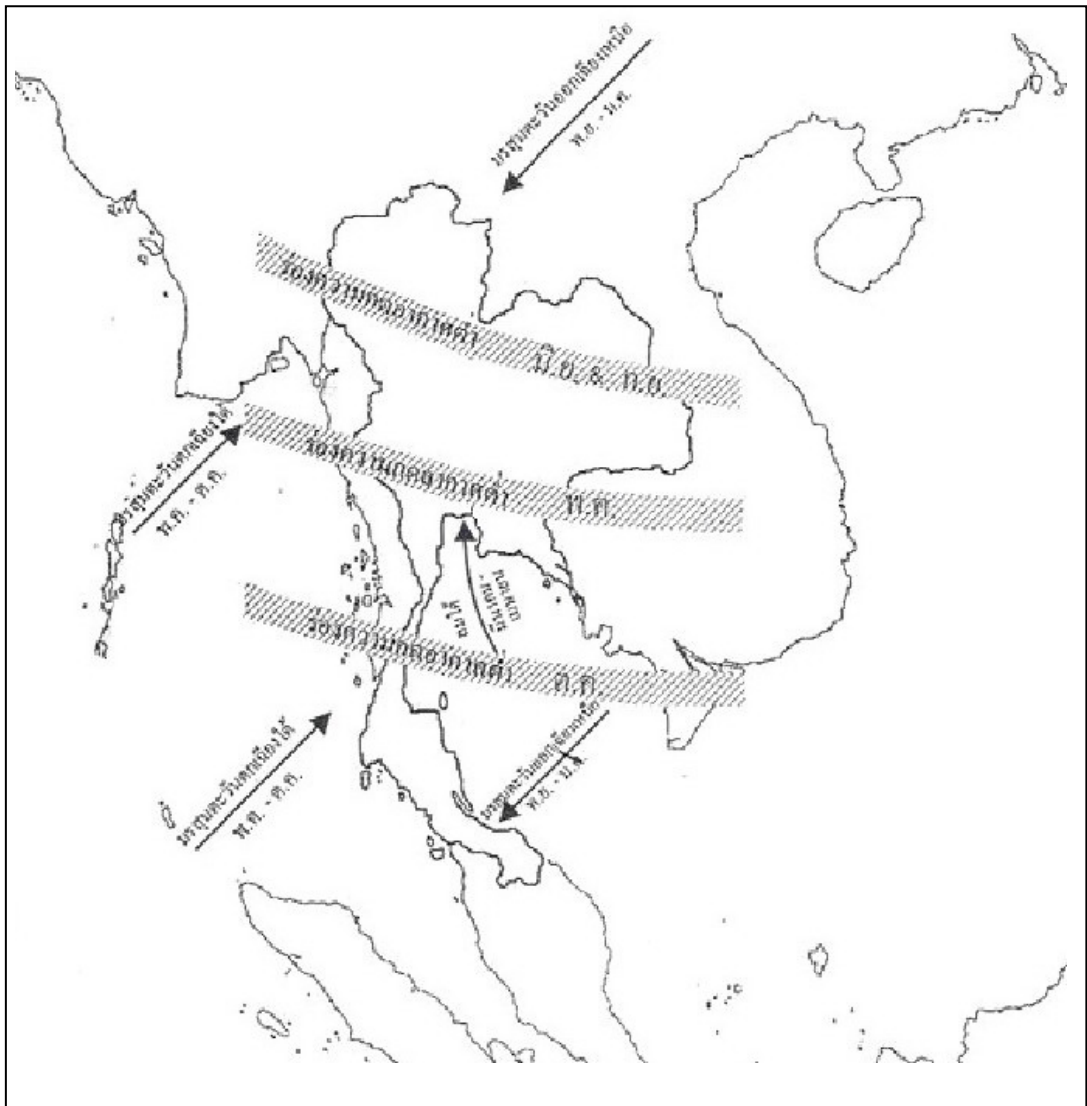 มรสุมตะวันออกเฉียงเหนือ
พ.ย. - ม.ค.
ร่องความกดอากาศต่ำ มิ.ย. & ก.ย.
ร่องความกดอากาศต่ำ พ.ค.
มรสุมตะวันตกเฉียงใต้
พ.ค. - ต.ค.
ร่องความกดอากาศต่ำ ต.ค.
มรสุมตะวันตกเฉียงใต้
พ.ค. - ต.ค.
มรสุมตะวันออกเฉียงเหนือ
พ.ย. - ม.ค.